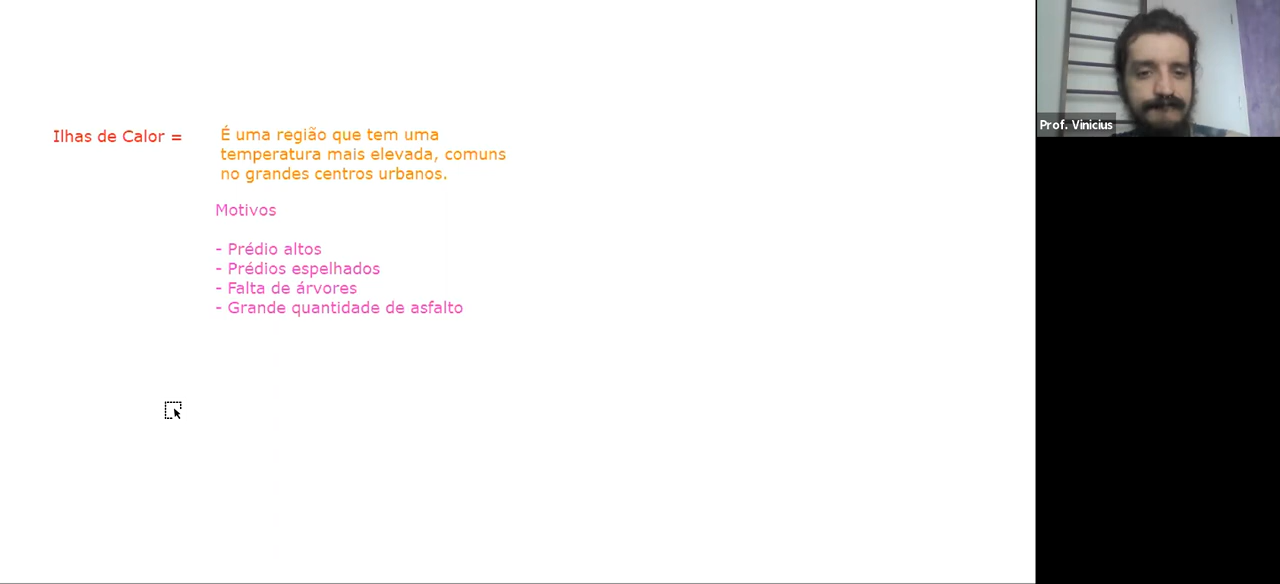 Ilhas de Calor =
É uma região que tem uma
temperatura mais elevada, comuns
no grandes centros urbanos.
Motivos
- Prédio altos
- Prédios espelhados
- Falta de árvores
- Grande quantidade de asfalto
Prof. Vinicius